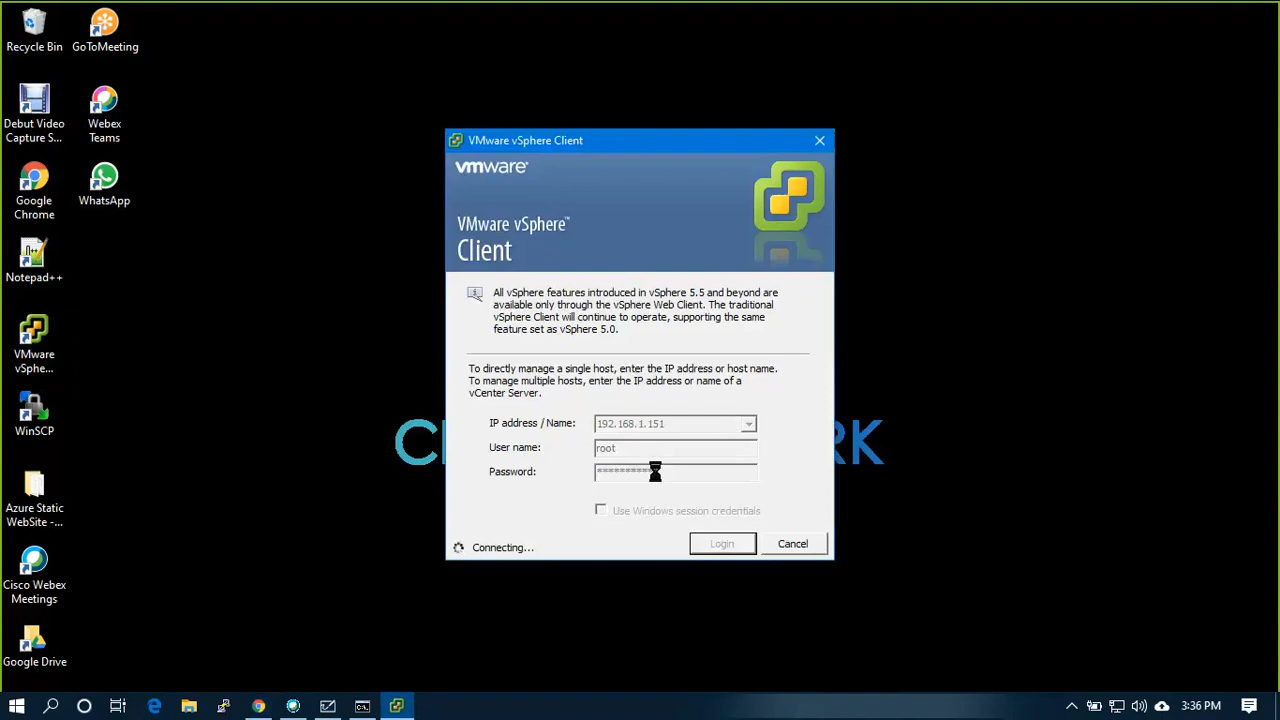 Recycle Bin
GoToMeeting
Debut Video
Capture S...
Webex
Teams
Google
Chrome
WhatsApp
Notepad++
VMware
vSphe...
WinSCP
Azure Static
WebSite -...
Cisco Webex
Meetings
Google Drive
VMware vSphere Client
vmware®
VMware vSphere™
Client
All vSphere features introduced in vSphere 5.5 and beyond are
available only through the vSphere Web Client. The traditional
vSphere Client will continue to operate, supporting the same
feature set as vSphere 5.0.
To directly manage a single host, enter the IP address or host name.
To manage multiple hosts, enter the IP address or name of a
vCenter Server.
IP address / Name: 192.168.1.151
User name: root
Password: **********
Use Windows session credentials
Connecting...
Login
Cancel
3:36 PM